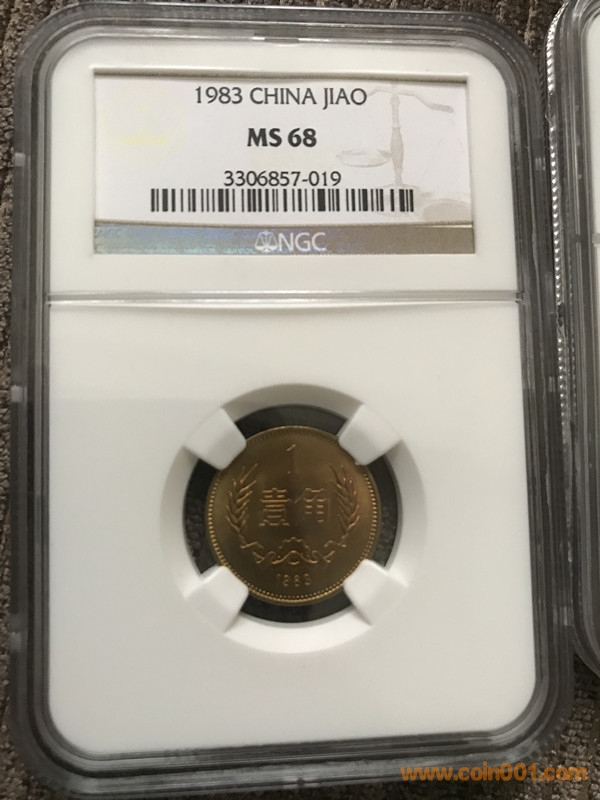 1983 CHINA JIAO
MS 68
3306857-019
NGC
1
壹角
1983
www.coin001.com